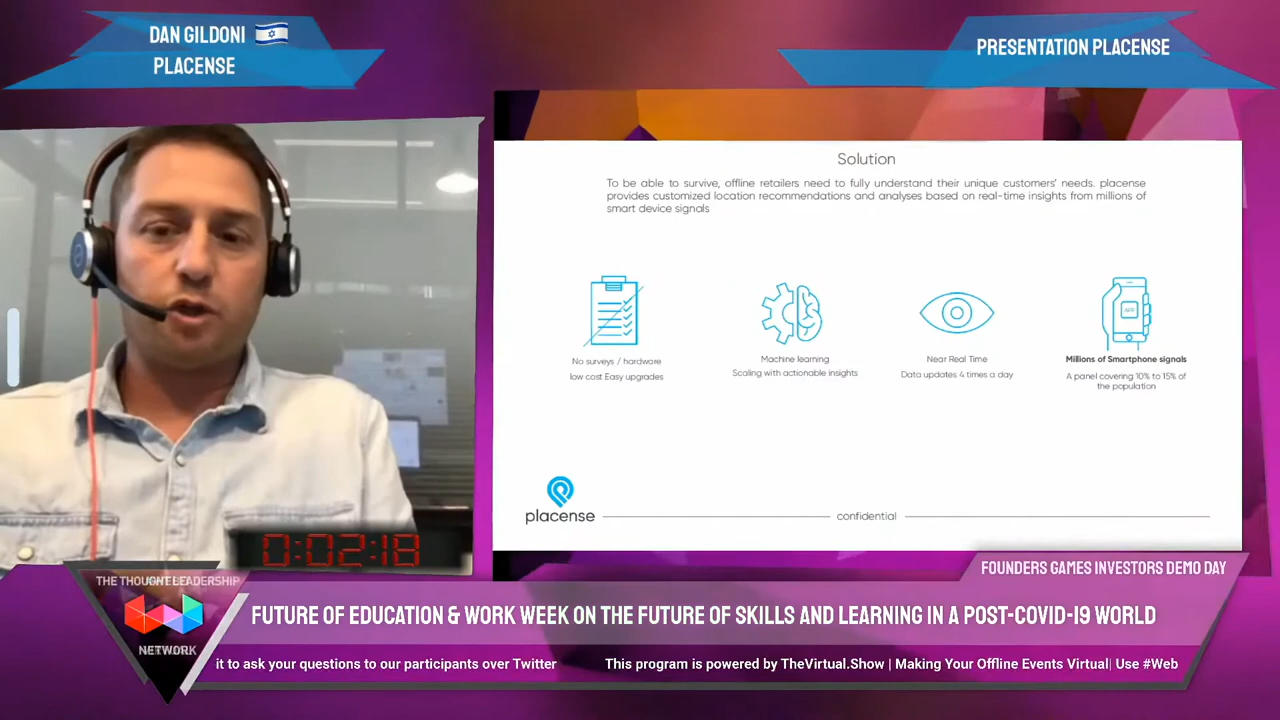 DAN GILDONI
PLACENSE
PRESENTATION PLACENSE
Solution
To be able to survive, offline retailers need to fully understand their unique customers' needs. placense
provides customized location recommendations and analyses based on real-time insights from millions of
smart device signals
No surveys / hardware
low cost Easy upgrades
Machine learning
Scaling with actionable insights
Near Real Time
Data updates 4 times a day
APP
Millions of Smartphone signals
A panel covering 10% to 15% of
the population
placense
confidential
0:02:18
FOUNDERS GAMES INVESTORS DEMO DAY
THE THOUGHT LEADERSHIP
NETWORK
FUTURE OF EDUCATION & WORK WEEK ON THE FUTURE OF SKILLS AND LEARNING IN A POST-COVID-19 WORLD
it to ask your questions to our participants over Twitter
This program is powered by TheVirtual.Show | Making Your Offline Events Virtual| Use #Web